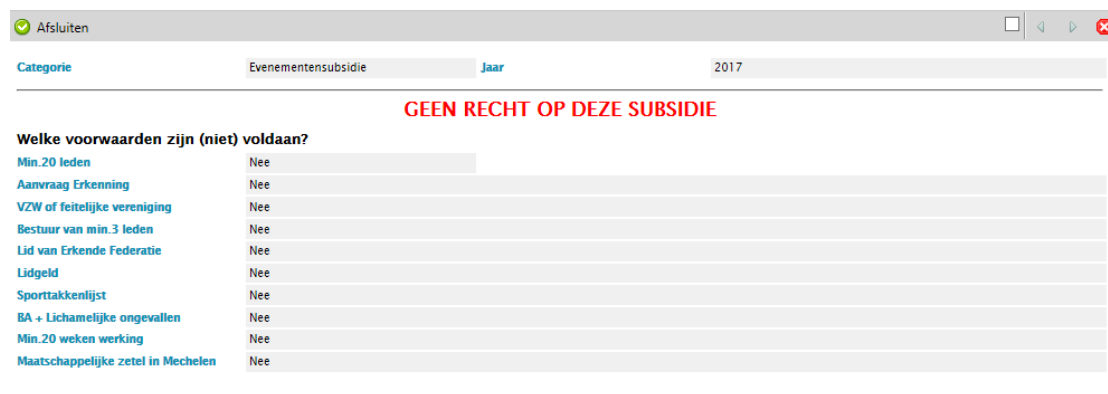 Afsluiten
Categorie Evenementensubsidie Jaar 2017
GEEN RECHT OP DEZE SUBSIDIE
Welke voorwaarden zijn (niet) voldaan?
Min.20 leden Nee
Aanvraag Erkenning Nee
VZW of feitelijke vereniging Nee
Bestuur van min.3 leden Nee
Lid van Erkende Federatie Nee
Lidgeld Nee
Sporttakkenlijst Nee
BA + Lichamelijke ongevallen Nee
Min.20 weken werking Nee
Maatschappelijke zetel in Mechelen Nee